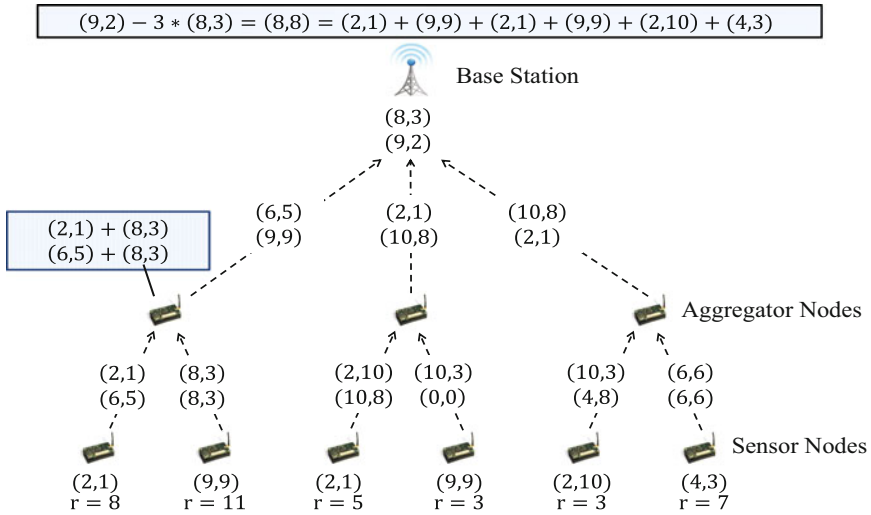 (9,2) − 3 ∗ (8,3) = (8,8) = (2,1) + (9,9) + (2,1) + (9,9) + (2,10) + (4,3)
Base Station
(8,3)
(9,2)
(6,5) (2,1) (10,8)
(9,9) (10,8) (2,1)
(2,1) + (8,3)
(6,5) + (8,3)
Aggregator Nodes
(2,1) (8,3) (2,10) (10,3) (10,3) (6,6)
(6,5) (8,3) (10,8) (0,0) (4,8) (6,6)
Sensor Nodes
(2,1) (9,9) (2,1) (9,9) (2,10) (4,3)
r = 8 r = 11 r = 5 r = 3 r = 3 r = 7